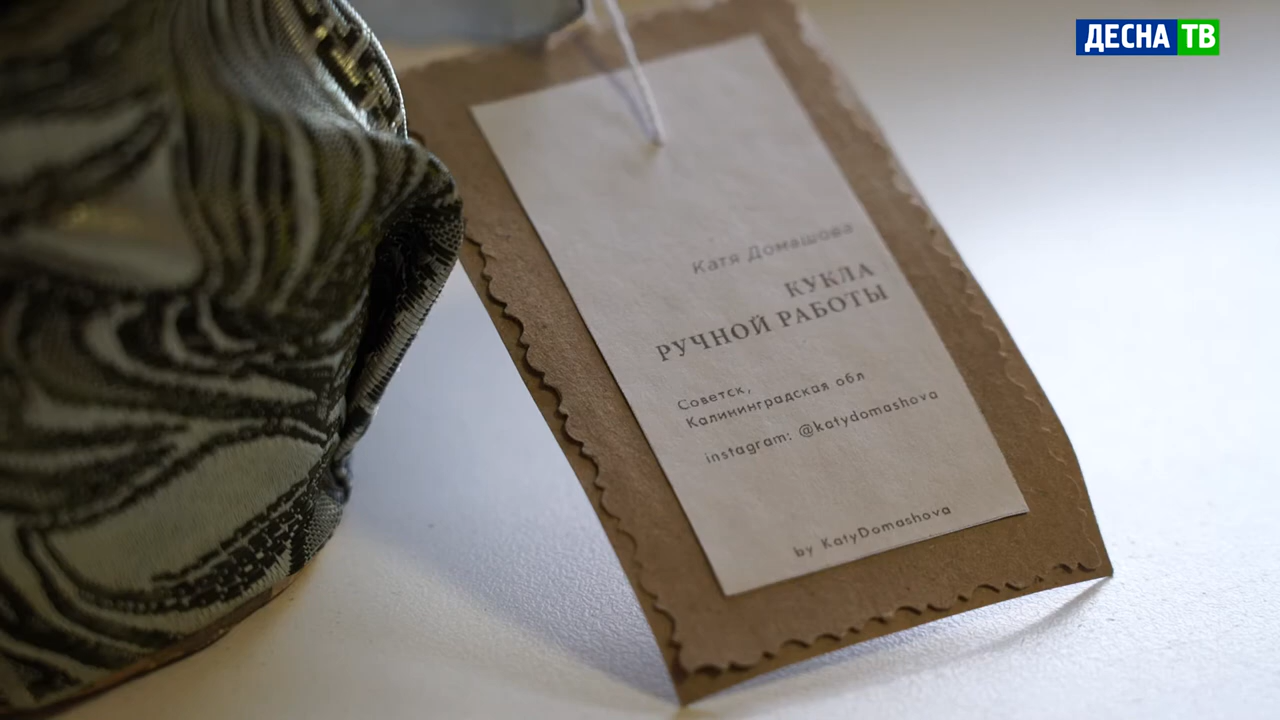 ДЕСНА ТВ
Катя Домашова
КУКЛА
РУЧНОЙ РАБОТЫ
Советск,
Калининградская обл
instagram: @katydomashova
by KatyDomashova